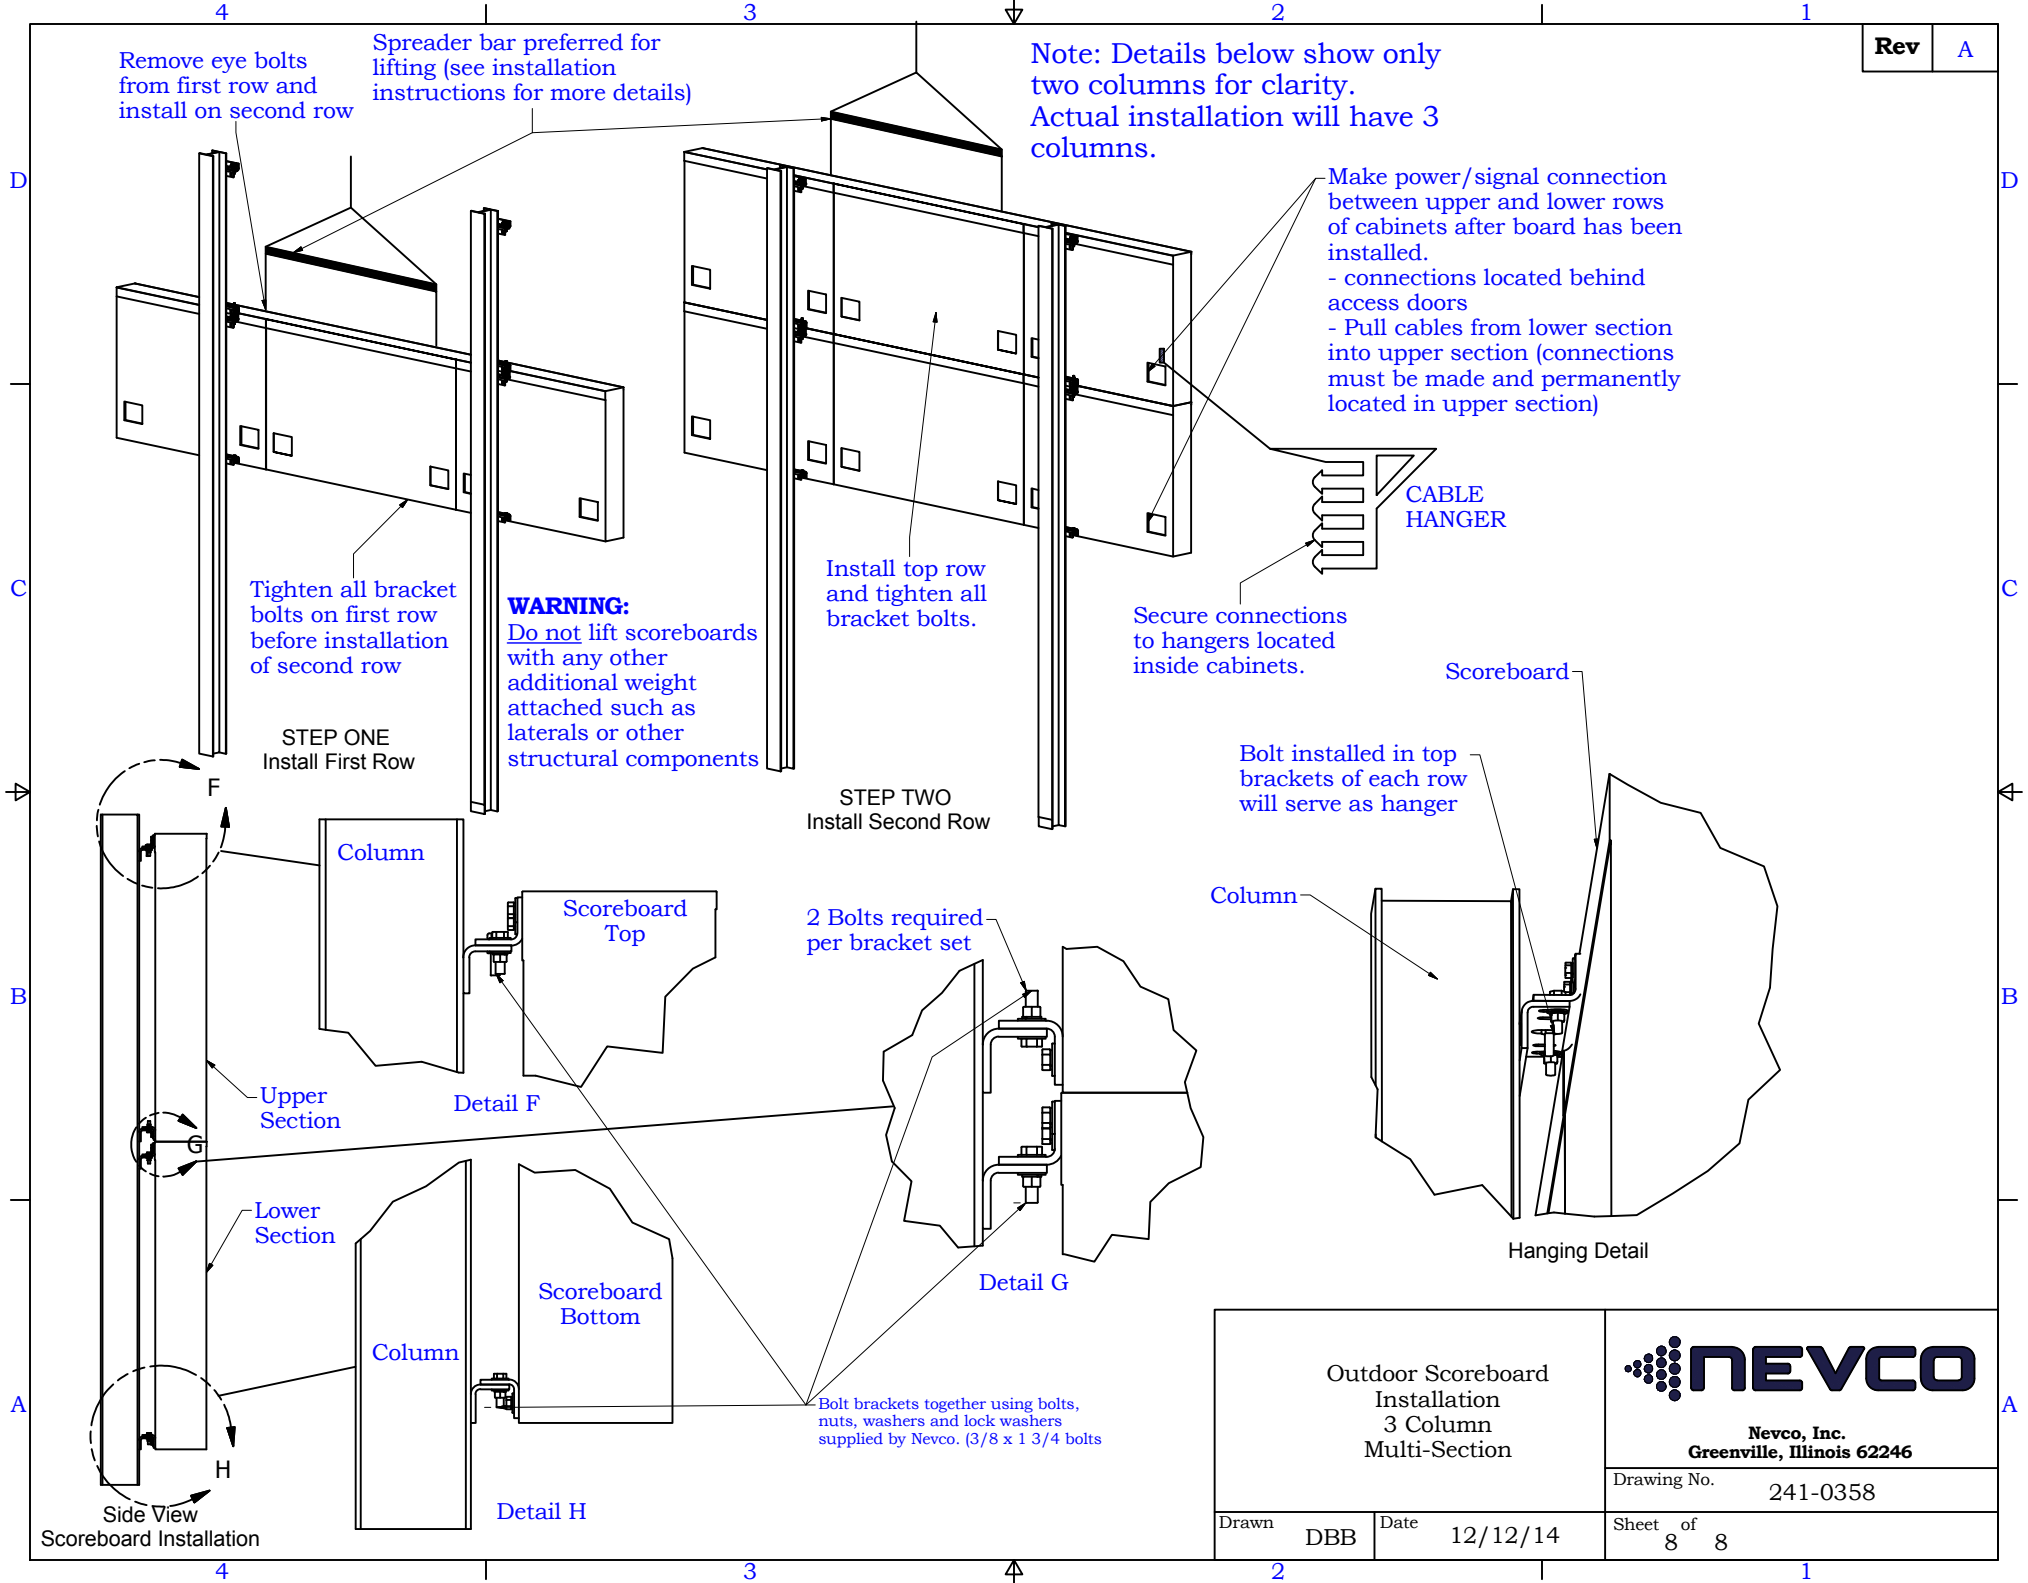 4
3
2
1
Rev A
Remove eye bolts
from first row and
install on second row
Spreader bar preferred for
lifting (see installation
instructions for more details)
Note: Details below show only
two columns for clarity.
Actual installation will have 3
columns.
D
D
Make power/signal connection
between upper and lower rows
of cabinets after board has been
installed.
- connections located behind
access doors
- Pull cables from lower section
into upper section (connections
must be made and permanently
located in upper section)
CABLE
HANGER
C
C
Tighten all bracket
bolts on first row
before installation
of second row
WARNING:
Do not lift scoreboards
with any other
additional weight
attached such as
laterals or other
structural components
Install top row
and tighten all
bracket bolts.
Secure connections
to hangers located
inside cabinets.
STEP ONE
Install First Row
STEP TWO
Install Second Row
Scoreboard
Bolt installed in top
brackets of each row
will serve as hanger
Column
Hanging Detail
F
Column
Scoreboard
Top
Detail F
2 Bolts required
per bracket set
B
B
Upper
Section
G
Lower
Section
Detail G
Scoreboard
Bottom
Column
Detail H
Bolt brackets together using bolts,
nuts, washers and lock washers
supplied by Nevco. (3/8 x 1 3/4 bolts
A
A
H
Side View
Scoreboard Installation
Outdoor Scoreboard
Installation
3 Column
Multi-Section
NEVCO
Nevco, Inc.
Greenville, Illinois 62246
Drawing No. 241-0358
Drawn DBB
Date 12/12/14
Sheet 8 of 8
4
3
2
1